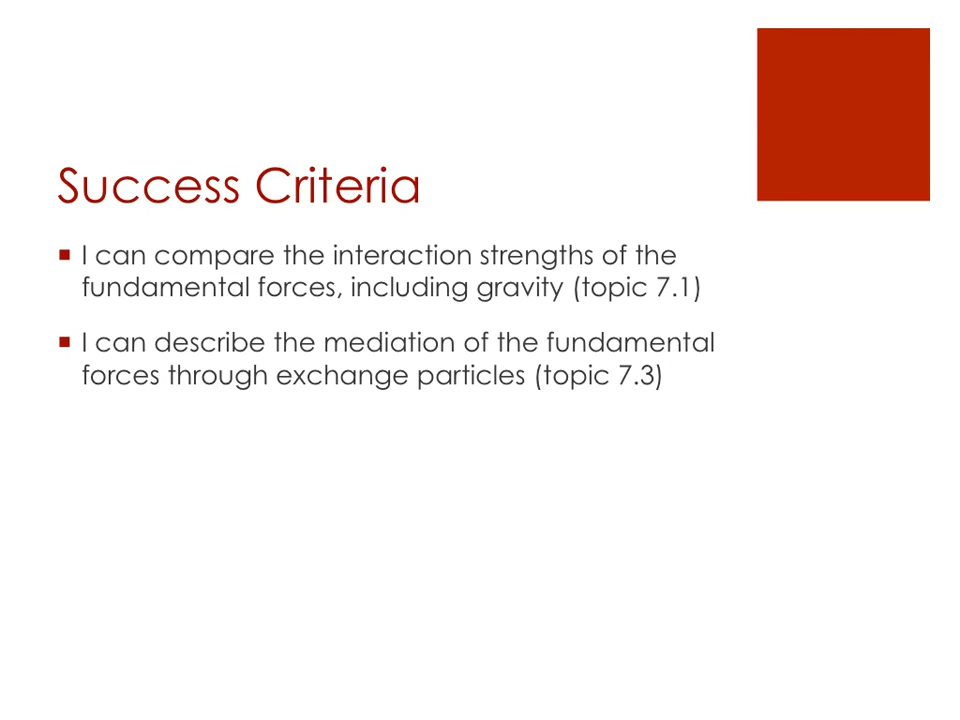 Success Criteria
▪ I can compare the interaction strengths of the
fundamental forces, including gravity (topic 7.1)
▪ I can describe the mediation of the fundamental
forces through exchange particles (topic 7.3)